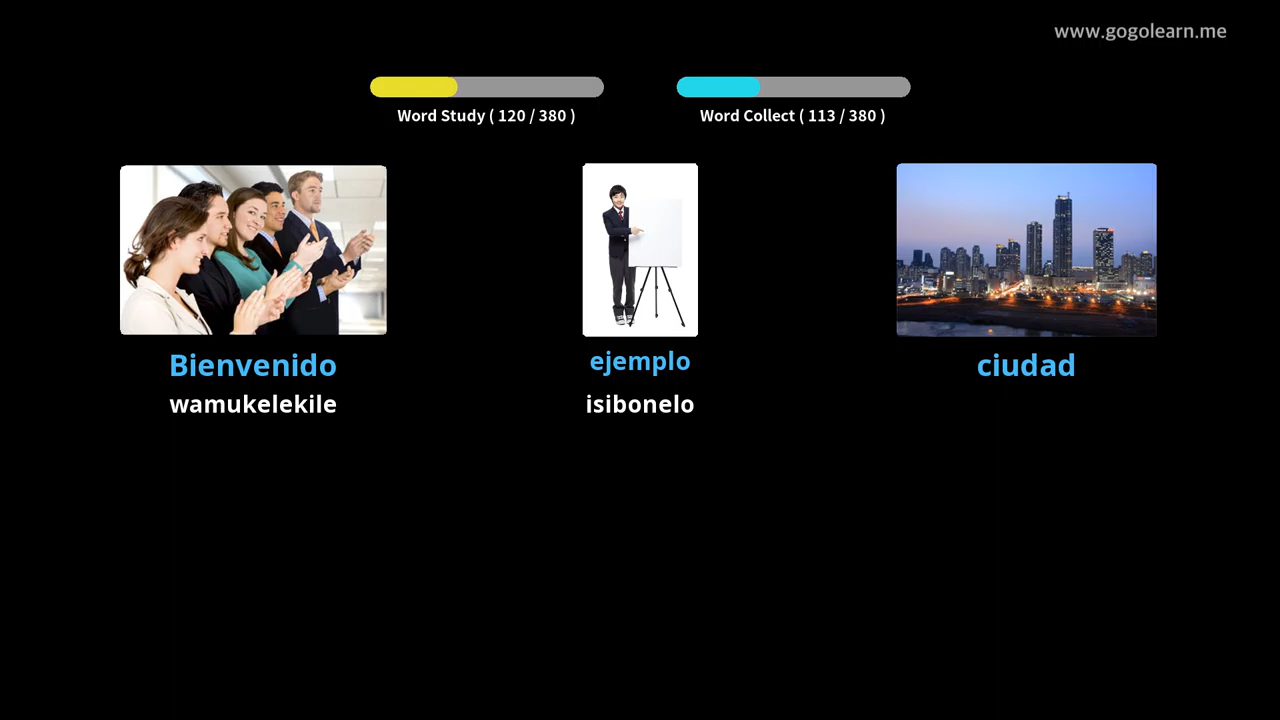 www.gogolearn.me
Word Study ( 120 / 380 )
Word Collect ( 113 / 380 )
Bienvenido
wamukelekile
ejemplo
isibonelo
ciudad